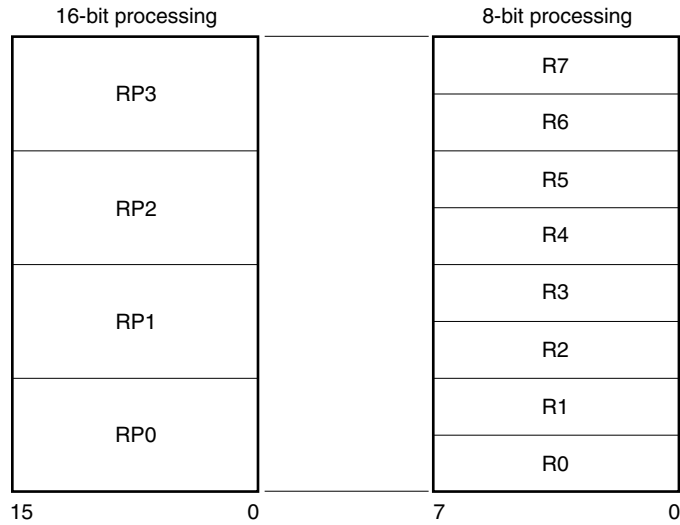 16-bit processing
8-bit processing
RP3
RP2
RP1
RP0
R7
R6
R5
R4
R3
R2
R1
R0
15 0
7 0